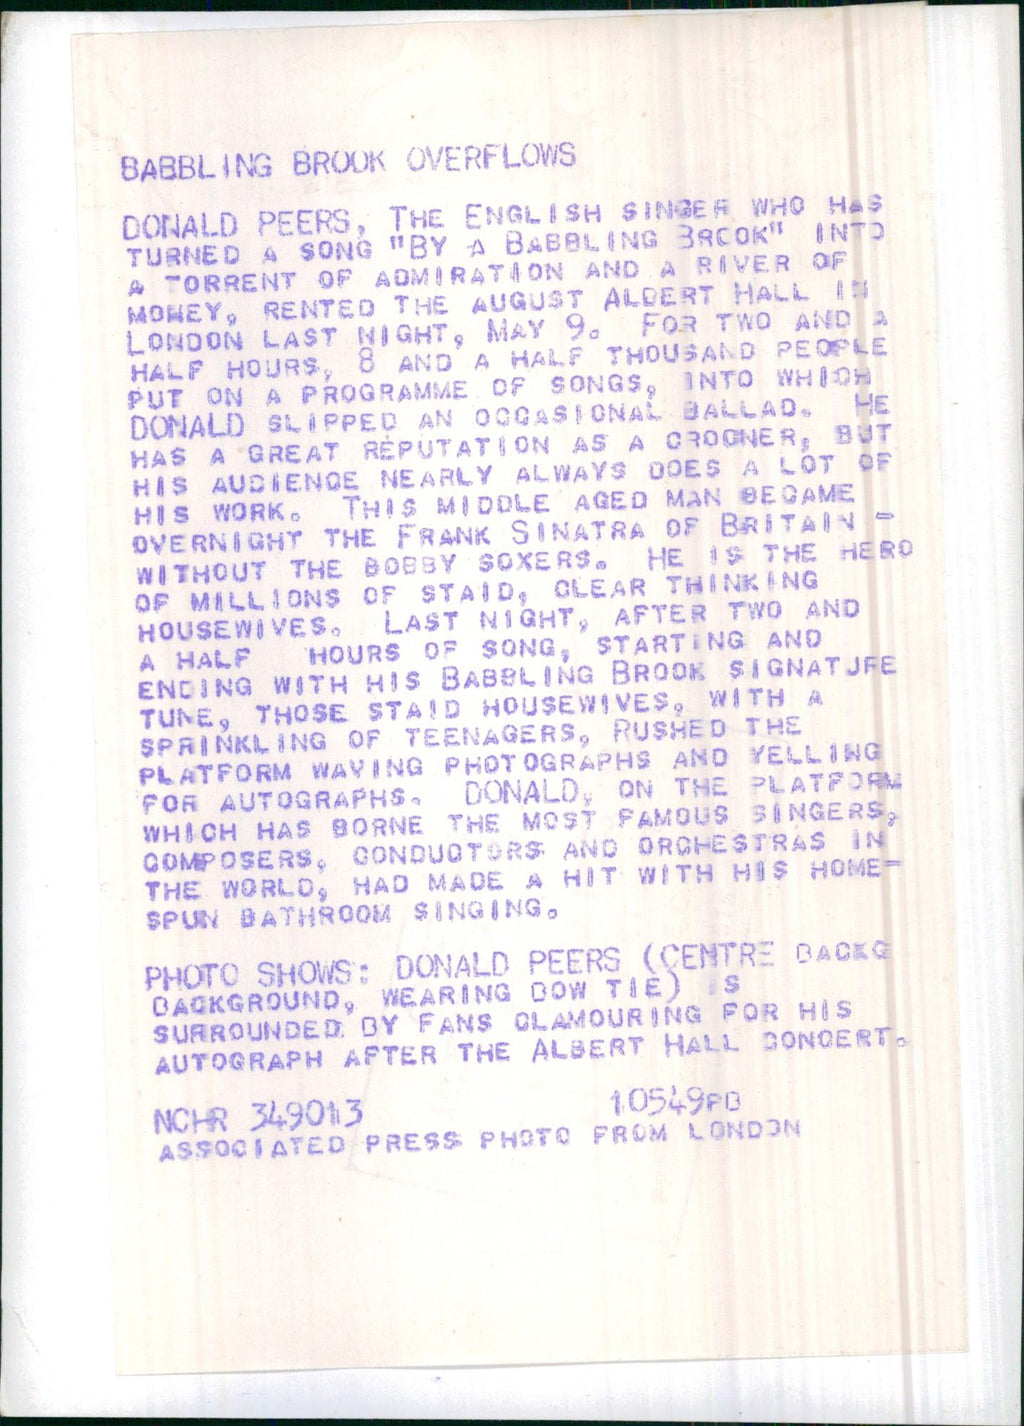 BABBLING BROOK OVERFLOWS
DONALD PEERS, THE ENGLISH SINGER WHO HAS
TURNED A SONG "BY A BABBLING BROOK" INTO
A TORRENT OF ADMIRATION AND A RIVER OF
MONEY, RENTED THE AUGUST ALBERT HALL IN
LONDON LAST NIGHT, MAY 9. FOR TWO AND A
HALF HOURS, 8 AND A HALF THOUSAND PEOPLE
PUT ON A PROGRAMME OF SONGS, INTO WHICH
DONALD SLIPPED AN OCCASIONAL BALLAD. HE
HAS A GREAT REPUTATION AS A CROONER, BUT
HIS AUDIENCE NEARLY ALWAYS DOES A LOT OF
HIS WORK. THIS MIDDLE AGED MAN BECAME
OVERNIGHT THE FRANK SINATRA OF BRITAIN -
WITHOUT THE BOBBY SOXERS. HE IS THE HERO
OF MILLIONS OF STAID, CLEAR THINKING
HOUSEWIVES. LAST NIGHT, AFTER TWO AND
A HALF HOURS OF SONG, STARTING AND
ENDING WITH HIS BABBLING BROOK SIGNATURE
TUNE, THOSE STAID HOUSEWIVES, WITH A
SPRINKLING OF TEENAGERS, RUSHED THE
PLATFORM WAVING PHOTOGRAPHS AND YELLING
FOR AUTOGRAPHS. DONALD, ON THE PLATFORM
WHICH HAS BORNE THE MOST FAMOUS SINGERS,
COMPOSERS, CONDUCTORS AND ORCHESTRAS IN
THE WORLD, HAD MADE A HIT WITH HIS HOME-
SPUN BATHROOM SINGING.
PHOTO SHOWS: DONALD PEERS (CENTRE BACKG
BACKGROUND, WEARING BOW TIE) IS
SURROUNDED BY FANS CLAMOURING FOR HIS
AUTOGRAPH AFTER THE ALBERT HALL CONCERT.
NCHR 349013 10549PD
ASSOCIATED PRESS PHOTO FROM LONDON